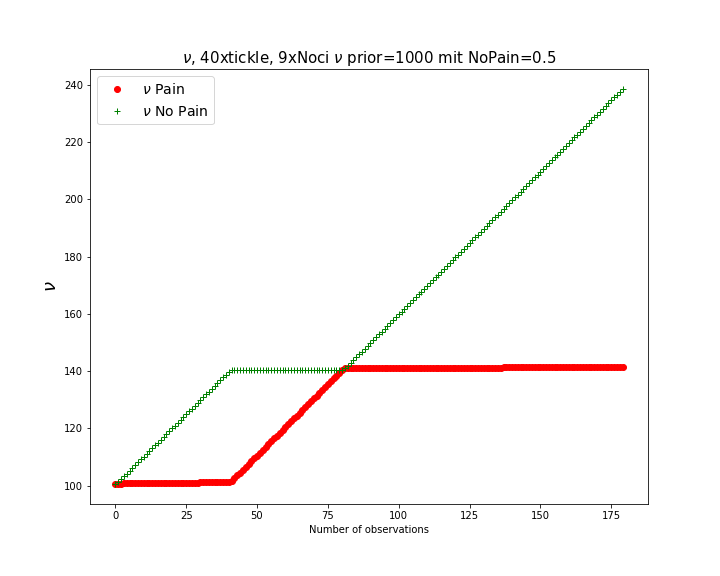 ν, 40xtickle, 9xNoci ν prior=1000 mit NoPain=0.5
ν Pain
ν No Pain
240
220
200
180
160
140
120
100
ν
0 25 50 75 100 125 150 175
Number of observations